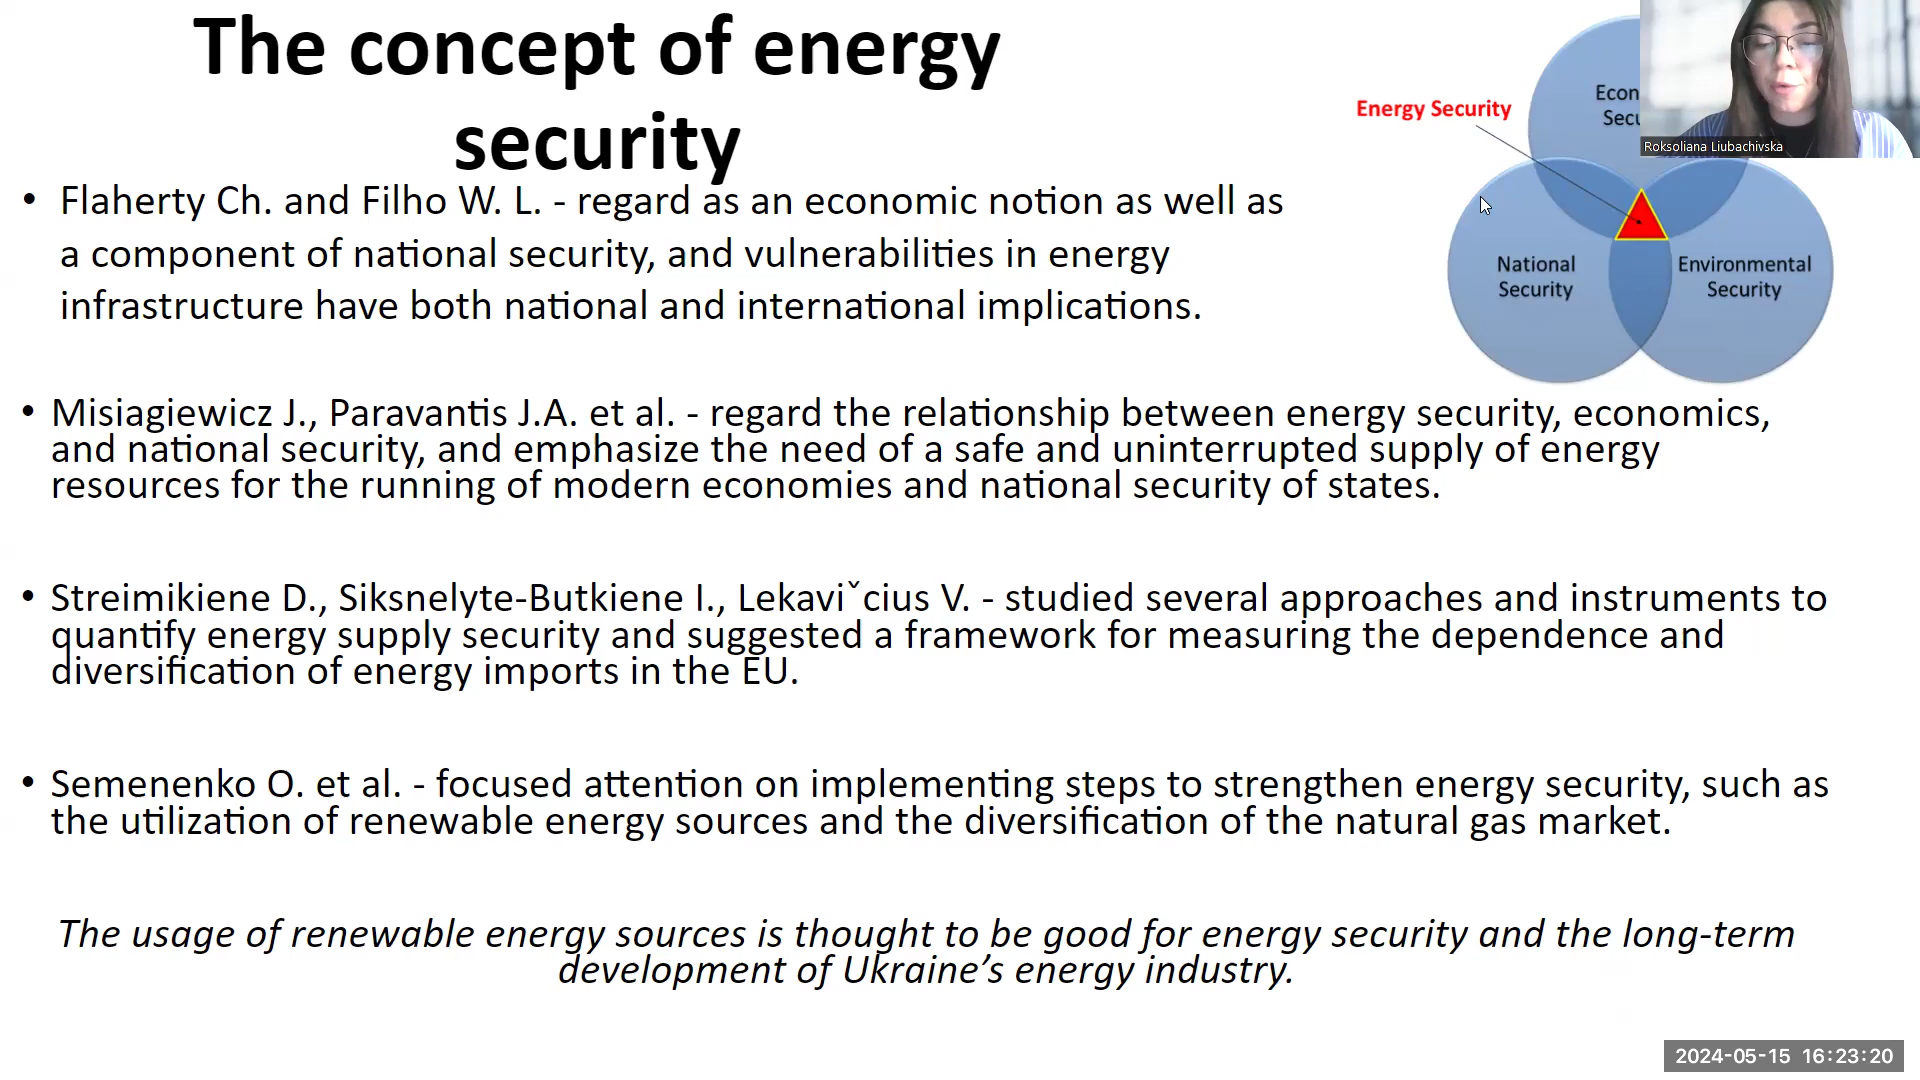 The concept of energy
security
• Flaherty Ch. and Filho W. L. - regard as an economic notion as well as
a component of national security, and vulnerabilities in energy
infrastructure have both national and international implications.
Energy Security
Econ
Secu
Roksoliana Liubachivska
National
Security
Environmental
Security
• Misiagiewicz J., Paravantis J.A. et al. - regard the relationship between energy security, economics,
and national security, and emphasize the need of a safe and uninterrupted supply of energy
resources for the running of modern economies and national security of states.
• Streimikiene D., Siksnelyte-Butkiene I., Lekaviˇcius V. - studied several approaches and instruments to
quantify energy supply security and suggested a framework for measuring the dependence and
diversification of energy imports in the EU.
• Semenenko O. et al. - focused attention on implementing steps to strengthen energy security, such as
the utilization of renewable energy sources and the diversification of the natural gas market.
The usage of renewable energy sources is thought to be good for energy security and the long-term
development of Ukraine’s energy industry.
2024-05-15 16:23:20